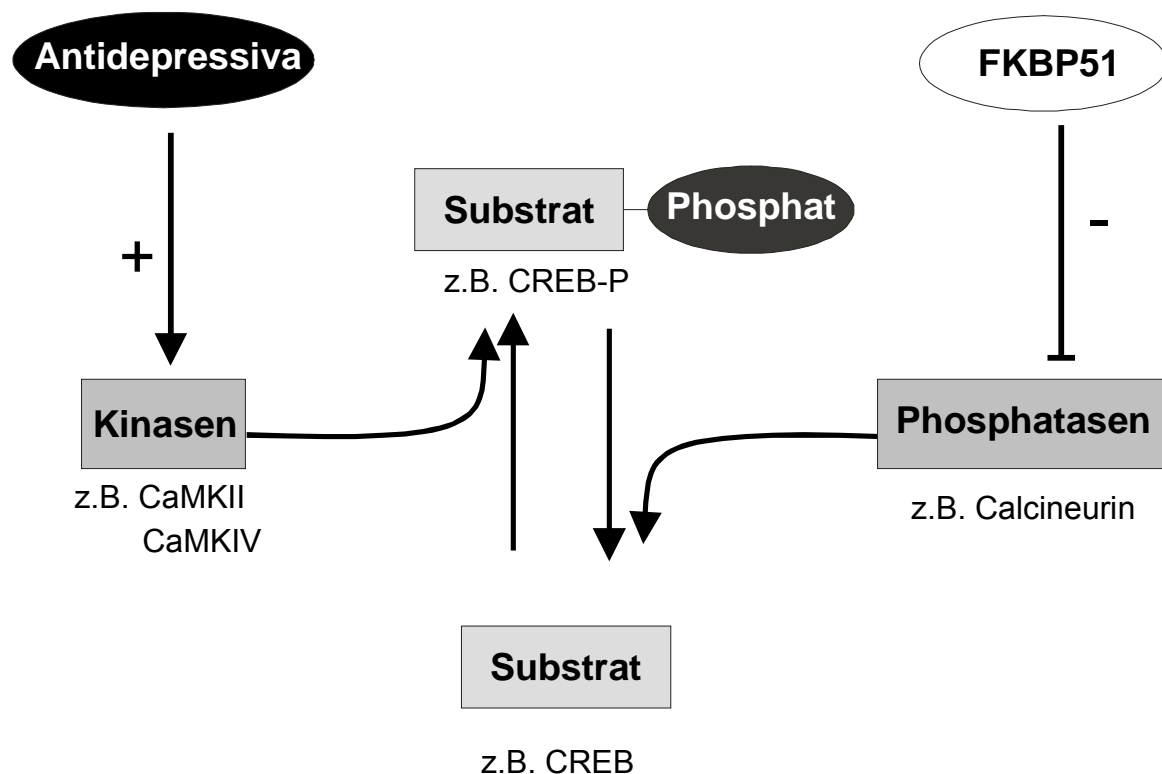 Antidepressiva
FKBP51
Substrat
Phosphat
z.B. CREB-P
+
-
Kinasen
Phosphatasen
z.B. CaMKII
CaMKIV
z.B. Calcineurin
Substrat
z.B. CREB